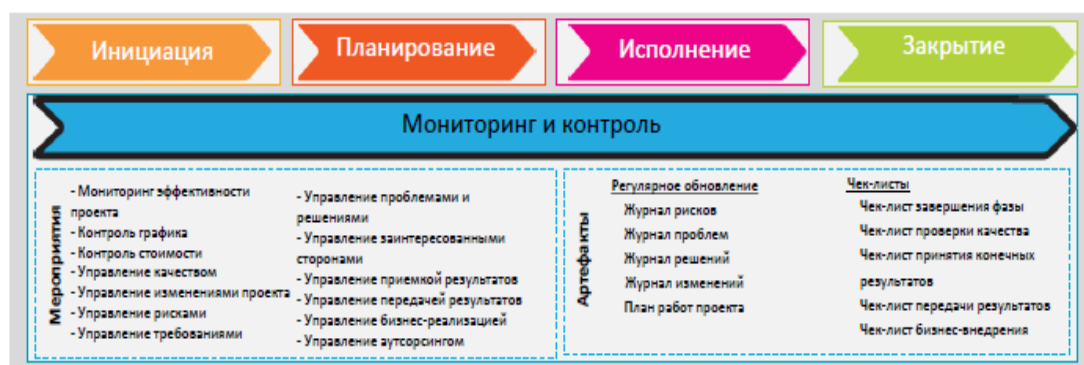 Инициация
Планирование
Исполнение
Закрытие
Мониторинг и контроль
Мероприятия
- Мониторинг эффективности
проекта
- Контроль графика
- Контроль стоимости
- Управление качеством
- Управление изменениями проекта
- Управление рисками
- Управление требованиями
- Управление проблемами и
решениями
- Управление заинтересованными
сторонами
- Управление приемкой результатов
- Управление передачей результатов
- Управление бизнес-реализацией
- Управление аутсорсингом
Артефакты
Регулярное обновление
Журнал рисков
Журнал проблем
Журнал решений
Журнал изменений
План работ проекта
Чек-листы
Чек-лист завершения фазы
Чек-лист проверки качества
Чек-лист принятия конечных
результатов
Чек-лист передачи результатов
Чек-лист бизнес-внедрения